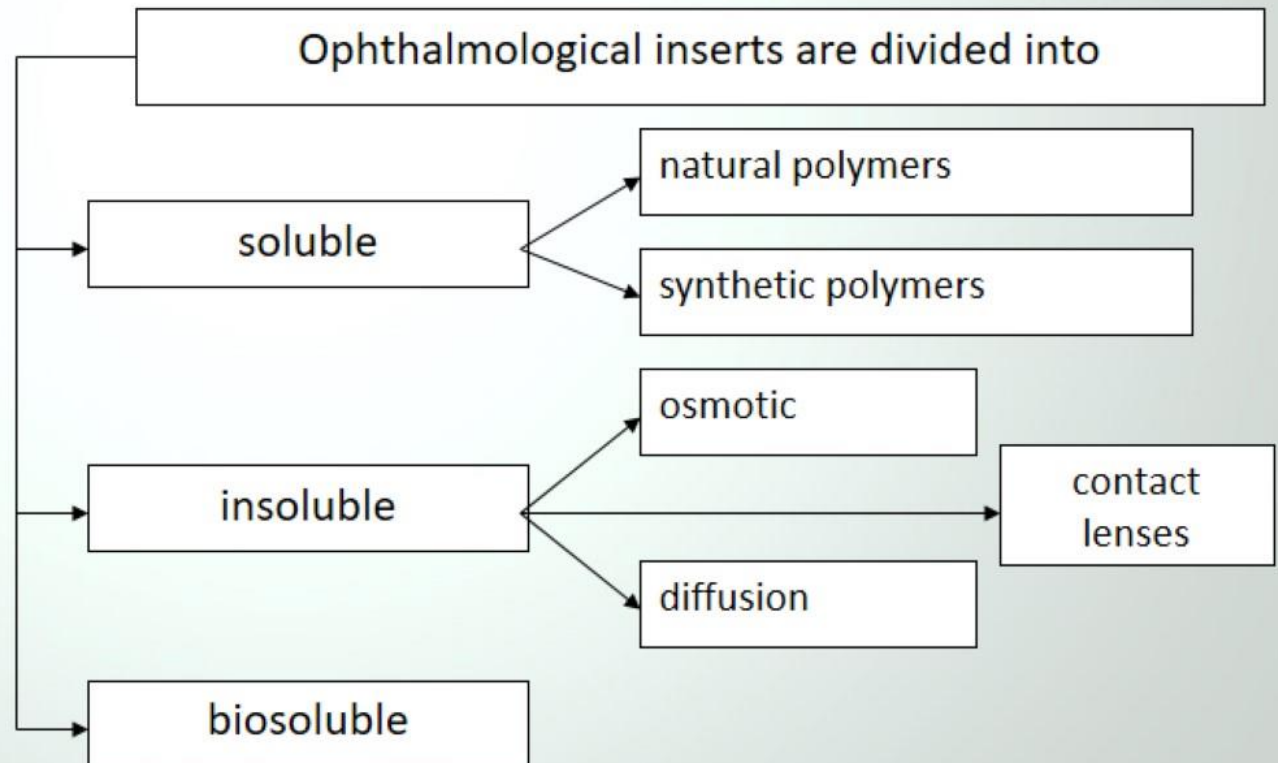 Ophthalmological inserts are divided into
soluble
natural polymers
synthetic polymers
insoluble
osmotic
contact
lenses
diffusion
biosoluble